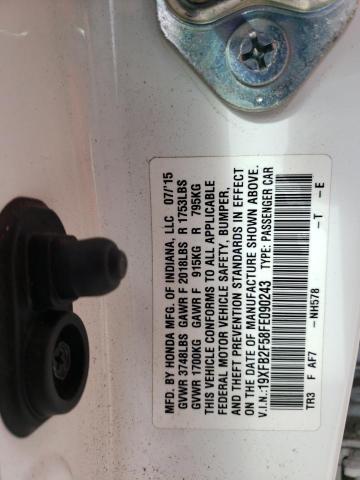 MFD. BY HONDA MFG. OF INDIANA, LLC 07/'15
GVWR 3748LBS GAWR F 2018LBS R 1753LBS
GVWR 1700KG GAWR F 915KG R 795KG
THIS VEHICLE CONFORMS TO ALL APPLICABLE
FEDERAL MOTOR VEHICLE SAFETY, BUMPER,
AND THEFT PREVENTION STANDARDS IN EFFECT
ON THE DATE OF MANUFACTURE SHOWN ABOVE.
V.I.N.:19XFB2F58FE090243 TYPE: PASSENGER CAR
TR3 F AF7 -NH578 -T -E